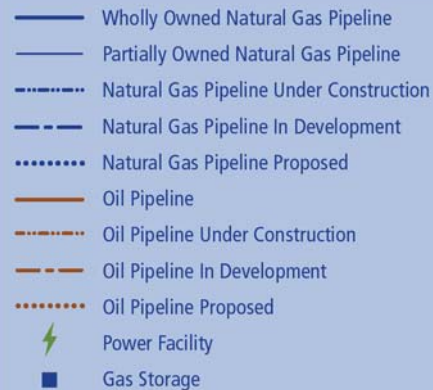 Wholly Owned Natural Gas Pipeline
Partially Owned Natural Gas Pipeline
Natural Gas Pipeline Under Construction
Natural Gas Pipeline In Development
Natural Gas Pipeline Proposed
Oil Pipeline
Oil Pipeline Under Construction
Oil Pipeline In Development
Oil Pipeline Proposed
Power Facility
Gas Storage